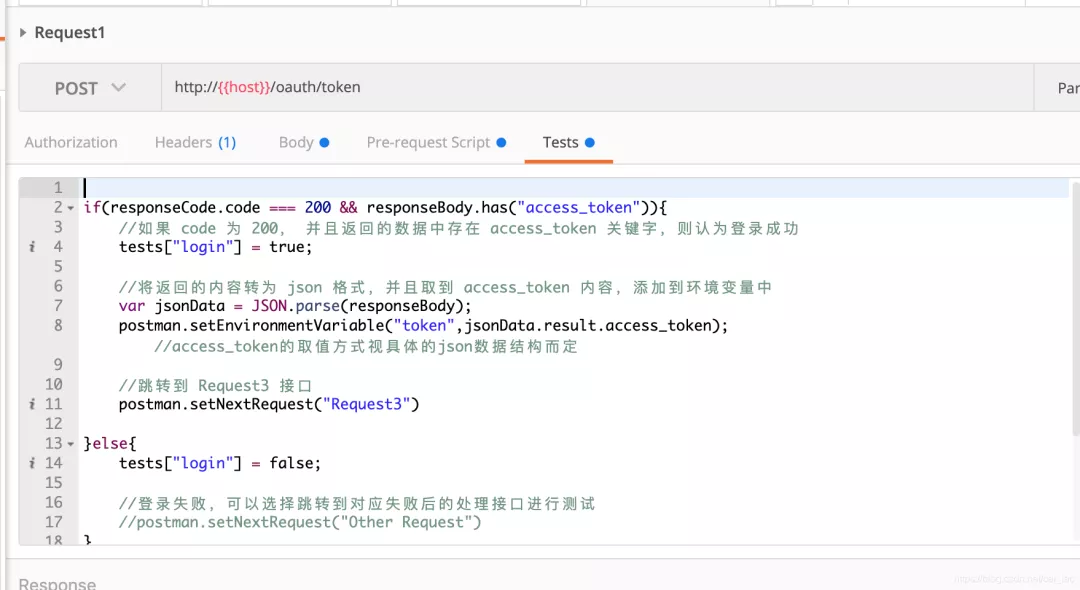 Request1
POST http://{{host}}/oauth/token Par
Authorization Headers (1) Body Pre-request Script Tests
1
2 if(responseCode.code === 200 && responseBody.has("access_token")){
3 //如果 code 为 200, 并且返回的数据中存在 access_token 关键字，则认为登录成功
i 4 tests["login"] = true;
5
6 //将返回的内容转为 json 格式，并且取到 access_token 内容，添加到环境变量中
7 var jsonData = JSON.parse(responseBody);
8 postman.setEnvironmentVariable("token",jsonData.result.access_token);
//access_token的取值方式视具体的json数据结构而定
9
10 //跳转到 Request3 接口
i 11 postman.setNextRequest("Request3")
12
13 }else{
i 14 tests["login"] = false;
15
16 //登录失败，可以选择跳转到对应失败后的处理接口进行测试
17 //postman.setNextRequest("Other Request")
18 }
Response